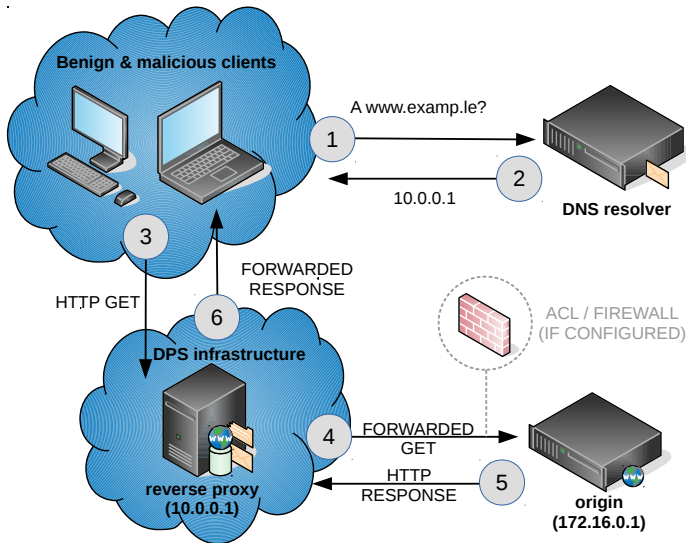 Benign & malicious clients
A www.examp.le?
1
2
10.0.0.1
DNS resolver
3
HTTP GET
FORWARDED
RESPONSE
6
ACL / FIREWALL
(IF CONFIGURED)
DPS infrastructure
WWW
reverse proxy
(10.0.0.1)
4
FORWARDED
GET
HTTP
RESPONSE
5
WWW
origin
(172.16.0.1)